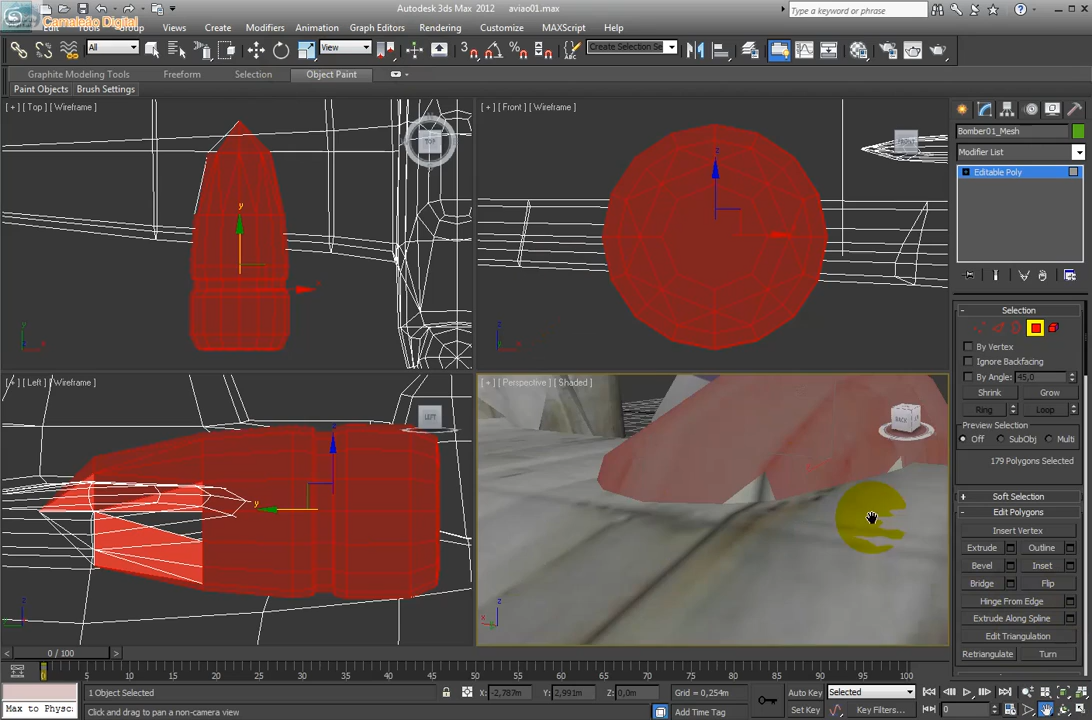 Autodesk 3ds Max 2012
aviao01.max
Type a keyword or phrase
Camaleão Digital
Group
Create
Modifiers
Animation
Graph Editors
Rendering
Customize
MAXScript
Help
All
View
Create Selection Se
Graphite Modeling Tools
Freeform
Selection
Object Paint
Paint Objects
Brush Settings
[ + ] [ Top ] [ Wireframe ]
TOP
[ + ] [ Front ] [ Wireframe ]
FRONT
[ + ] [ Left ] [ Wireframe ]
LEFT
[ + ] [ Perspective ] [ Shaded ]
BACK
Bomber01_Mesh
Modifier List
Editable Poly
Selection
By Vertex
Ignore Backfacing
By Angle: 45,0
Shrink
Grow
Ring
Loop
Preview Selection
Off
SubObj
Multi
179 Polygons Selected
Soft Selection
Edit Polygons
Insert Vertex
Extrude
Outline
Bevel
Inset
Bridge
Flip
Hinge From Edge
Extrude Along Spline
Edit Triangulation
Retriangulate
Turn
0 / 100
0 5 10 15 20 25 30 35 40 45 50 55 60 65 70 75 80 85 90 95 100
1 Object Selected
X: -2,787m
Y: 2,991m
Z: 0,0m
Grid = 0,254m
Auto Key
Selected
Max to Physc
Click and drag to pan a non-camera view
Add Time Tag
Set Key
Key Filters...
0